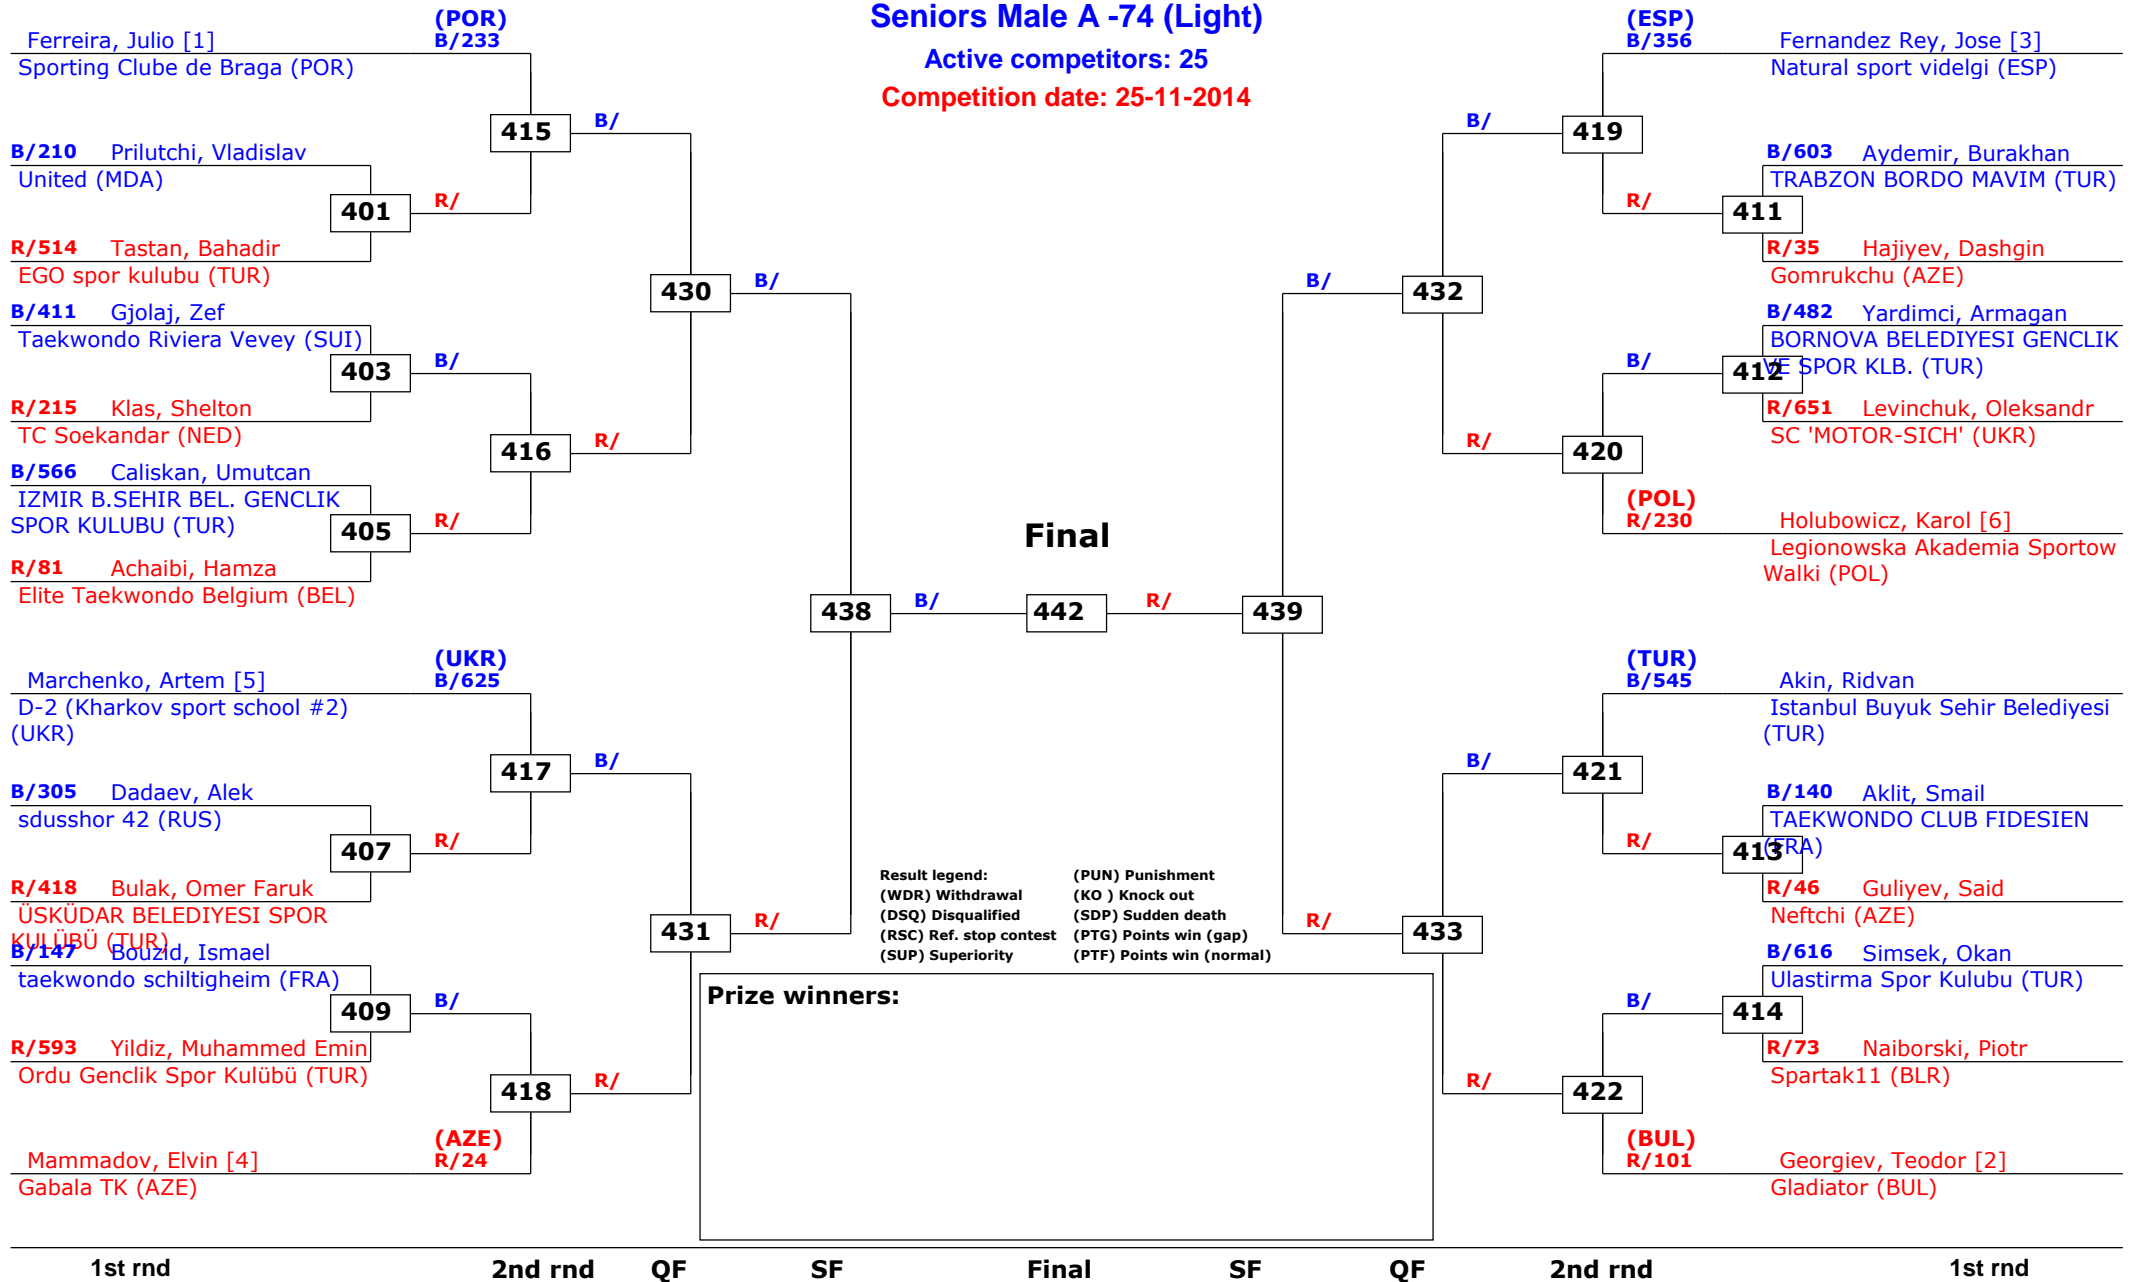 Seniors Male A -74 (Light)
Active competitors: 25
Competition date: 25-11-2014
(POR)
Ferreira, Julio [1] B/233
Sporting Clube de Braga (POR)
415
B/
B/210 Prilutchi, Vladislav
United (MDA)
401
R/
R/514 Tastan, Bahadir
EGO spor kulubu (TUR)
430
B/
B/411 Gjolaj, Zef
Taekwondo Riviera Vevey (SUI)
403
B/
R/215 Klas, Shelton
TC Soekandar (NED)
416
R/
B/566 Caliskan, Umutcan
IZMIR B.SEHIR BEL. GENCLIK
SPOR KULUBU (TUR)
405
R/
R/81 Achaibi, Hamza
Elite Taekwondo Belgium (BEL)
438
B/
(UKR)
Marchenko, Artem [5] B/625
D-2 (Kharkov sport school #2)
(UKR)
417
B/
B/305 Dadaev, Alek
sdusshor 42 (RUS)
407
R/
R/418 Bulak, Omer Faruk
ÜSKÜDAR BELEDIYESI SPOR
KULÜBÜ (TUR)
431
R/
B/147 Bouzid, Ismael
taekwondo schiltigheim (FRA)
409
B/
R/593 Yildiz, Muhammed Emin
Ordu Genclik Spor Kulübü (TUR)
418
R/
(AZE)
Mammadov, Elvin [4] R/24
Gabala TK (AZE)
Final
442
R/
439
(ESP)
B/356 Fernandez Rey, Jose [3]
Natural sport videlgi (ESP)
B/
419
B/603 Aydemir, Burakhan
TRABZON BORDO MAVIM (TUR)
R/
411
R/35 Hajiyev, Dashgin
Gomrukchu (AZE)
B/
432
B/482 Yardimci, Armagan
BORNOVA BELEDIYESI GENCLIK
VE SPOR KLB. (TUR)
B/
412
R/651 Levinchuk, Oleksandr
SC 'MOTOR-SICH' (UKR)
R/
420
(POL)
R/230 Holubowicz, Karol [6]
Legionowska Akademia Sportow
Walki (POL)
(TUR)
B/545 Akin, Ridvan
Istanbul Buyuk Sehir Belediyesi
(TUR)
B/
421
B/140 Aklit, Smail
TAEKWONDO CLUB FIDESIEN
(FRA)
R/
413
R/46 Guliyev, Said
Neftchi (AZE)
R/
433
B/616 Simsek, Okan
Ulastirma Spor Kulubu (TUR)
B/
414
R/73 Naiborski, Piotr
Spartak11 (BLR)
R/
422
(BUL)
R/101 Georgiev, Teodor [2]
Gladiator (BUL)
Result legend: (PUN) Punishment
(WDR) Withdrawal (KO ) Knock out
(DSQ) Disqualified (SDP) Sudden death
(RSC) Ref. stop contest (PTG) Points win (gap)
(SUP) Superiority (PTF) Points win (normal)
Prize winners:
1st rnd 2nd rnd QF SF Final SF QF 2nd rnd 1st rnd